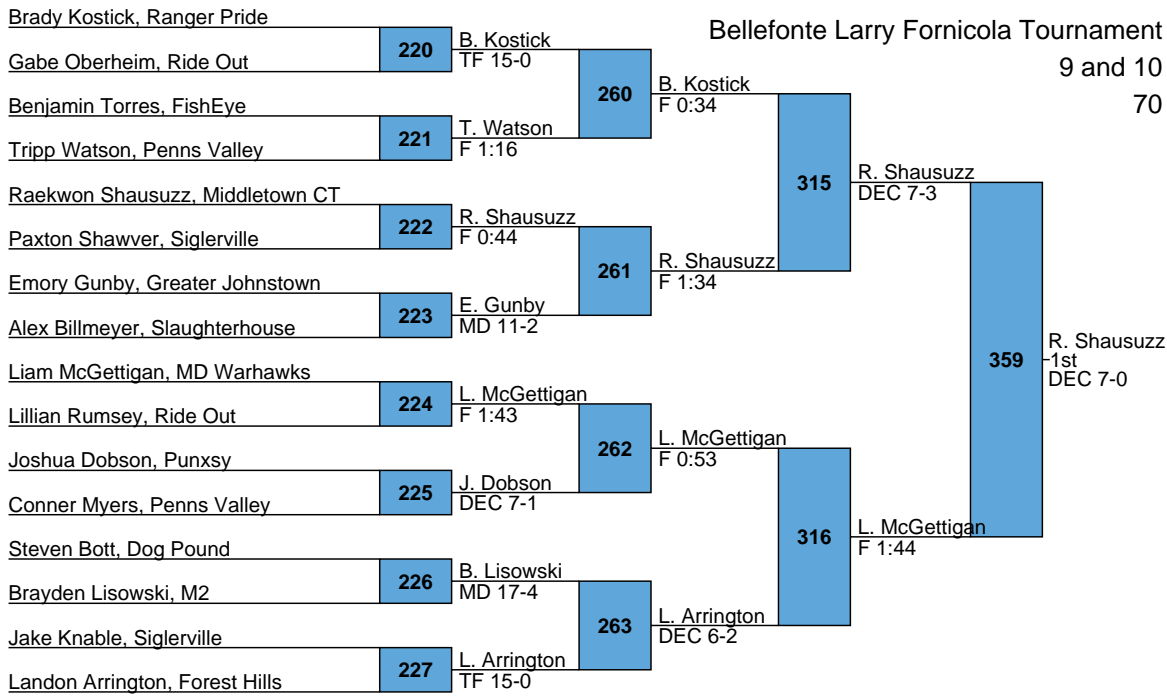 Bellefonte Larry Fornicola Tournament
9 and 10
70
Brady Kostick, Ranger Pride
Gabe Oberheim, Ride Out
Benjamin Torres, FishEye
Tripp Watson, Penns Valley
Raekwon Shausuzz, Middletown CT
Paxton Shawver, Siglerville
Emory Gunby, Greater Johnstown
Alex Billmeyer, Slaughterhouse
Liam McGettigan, MD Warhawks
Lillian Rumsey, Ride Out
Joshua Dobson, Punxsy
Conner Myers, Penns Valley
Steven Bott, Dog Pound
Brayden Lisowski, M2
Jake Knable, Siglerville
Landon Arrington, Forest Hills
220
221
222
223
224
225
226
227
B. Kostick
TF 15-0
T. Watson
F 1:16
R. Shausuzz
F 0:44
E. Gunby
MD 11-2
L. McGettigan
F 1:43
J. Dobson
DEC 7-1
B. Lisowski
MD 17-4
L. Arrington
TF 15-0
260
261
262
263
B. Kostick
F 0:34
R. Shausuzz
F 1:34
L. McGettigan
F 0:53
L. Arrington
DEC 6-2
315
316
R. Shausuzz
DEC 7-3
L. McGettigan
F 1:44
359
R. Shausuzz
1st
DEC 7-0